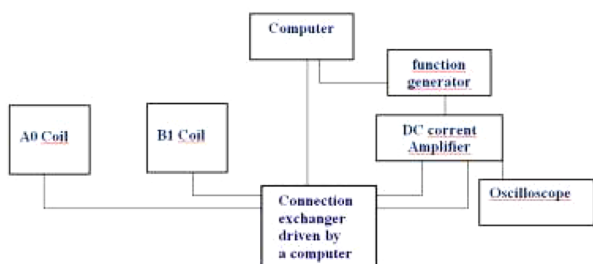 Computer
function
generator
A0 Coil
B1 Coil
DC corrent
Amplifier
Oscilloscope
Connection
exchanger
driven by
a computer